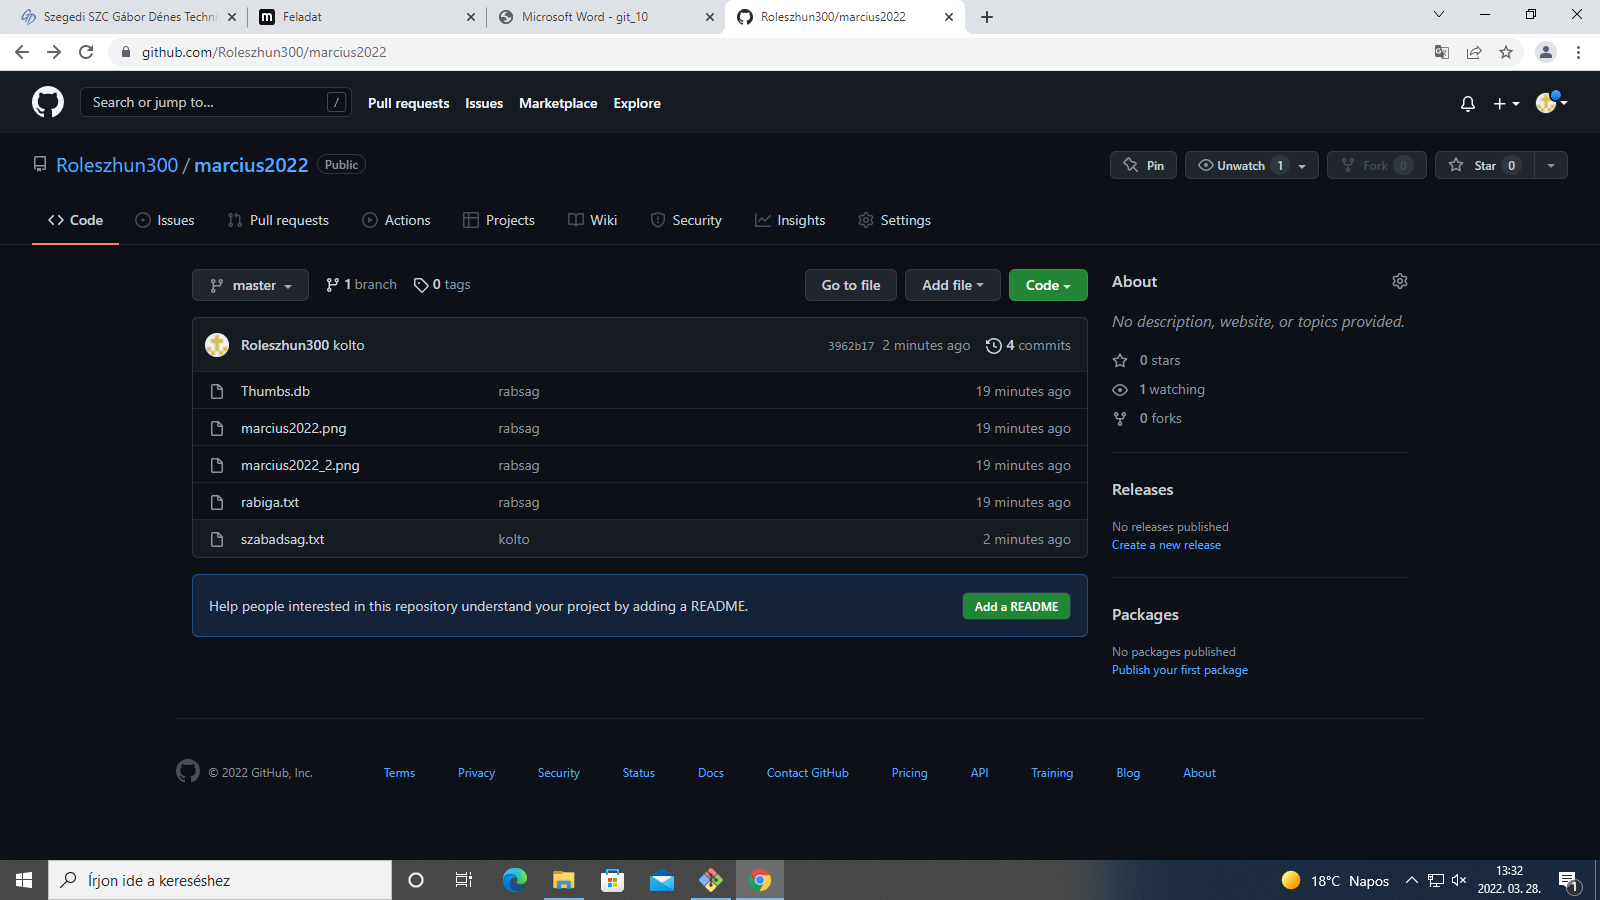 Szegedi SZC Gábor Dénes Techni
Feladat
Microsoft Word - git_10
Roleszhun300/marcius2022
github.com/Roleszhun300/marcius2022
Search or jump to... /
Pull requests Issues Marketplace Explore
Roleszhun300 / marcius2022 Public
Pin Unwatch 1 Fork 0 Star 0
Code Issues Pull requests Actions Projects Wiki Security Insights Settings
master 1 branch 0 tags Go to file Add file Code
Roleszhun300 kolto 3962b17 2 minutes ago 4 commits
Thumbs.db rabsag 19 minutes ago
marcius2022.png rabsag 19 minutes ago
marcius2022_2.png rabsag 19 minutes ago
rabiga.txt rabsag 19 minutes ago
szabadsag.txt kolto 2 minutes ago
Help people interested in this repository understand your project by adding a README. Add a README
About
No description, website, or topics provided.
0 stars
1 watching
0 forks
Releases
No releases published
Create a new release
Packages
No packages published
Publish your first package
© 2022 GitHub, Inc. Terms Privacy Security Status Docs Contact GitHub Pricing API Training Blog About
Írjon ide a kereséshez
18°C Napos
13:32
2022. 03. 28.
1